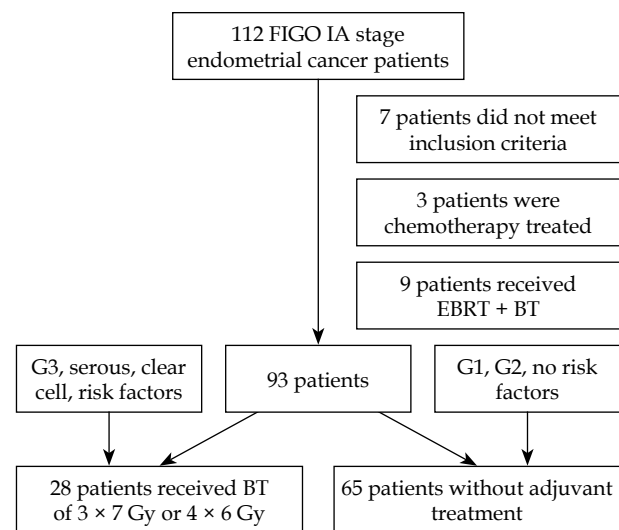 112 FIGO IA stage
endometrial cancer patients
7 patients did not meet
inclusion criteria
3 patients were
chemotherapy treated
9 patients received
EBRT + BT
G3, serous, clear
cell, risk factors
93 patients
G1, G2, no risk
factors
28 patients received BT
of 3 × 7 Gy or 4 × 6 Gy
65 patients without adjuvant
treatment